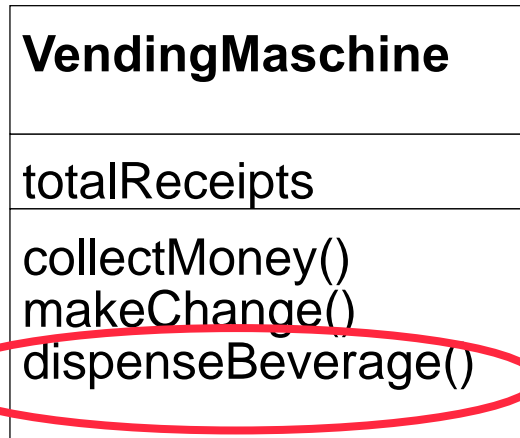 VendingMaschine
totalReceipts
collectMoney()
makeChange()
dispenseBeverage()